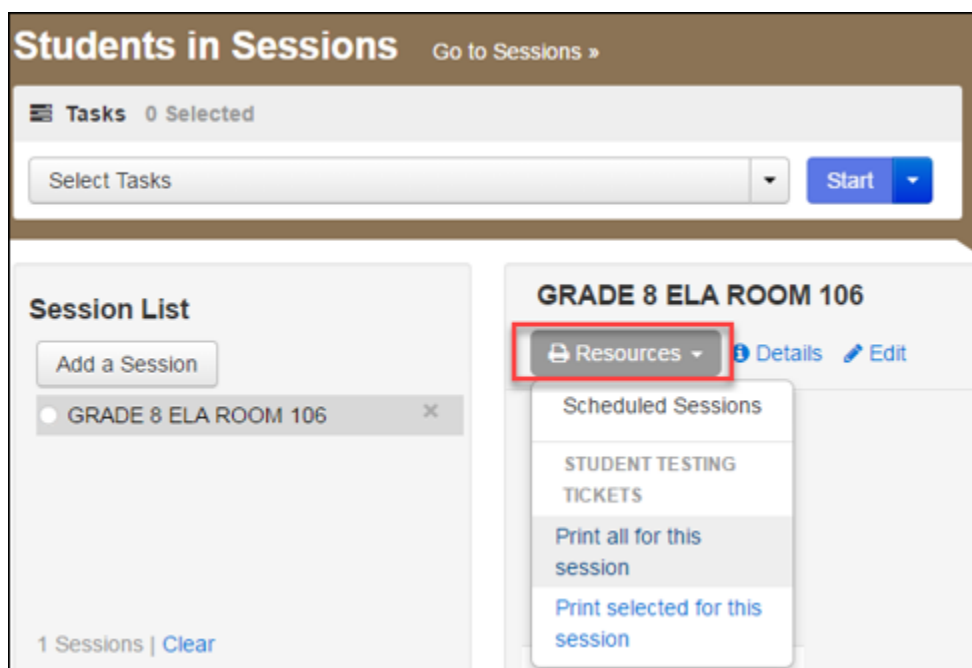 Students in Sessions Go to Sessions »
Tasks 0 Selected
Select Tasks Start
Session List
Add a Session
GRADE 8 ELA ROOM 106 ×
1 Sessions | Clear
GRADE 8 ELA ROOM 106
Resources Details Edit
Scheduled Sessions
STUDENT TESTING
TICKETS
Print all for this
session
Print selected for this
session